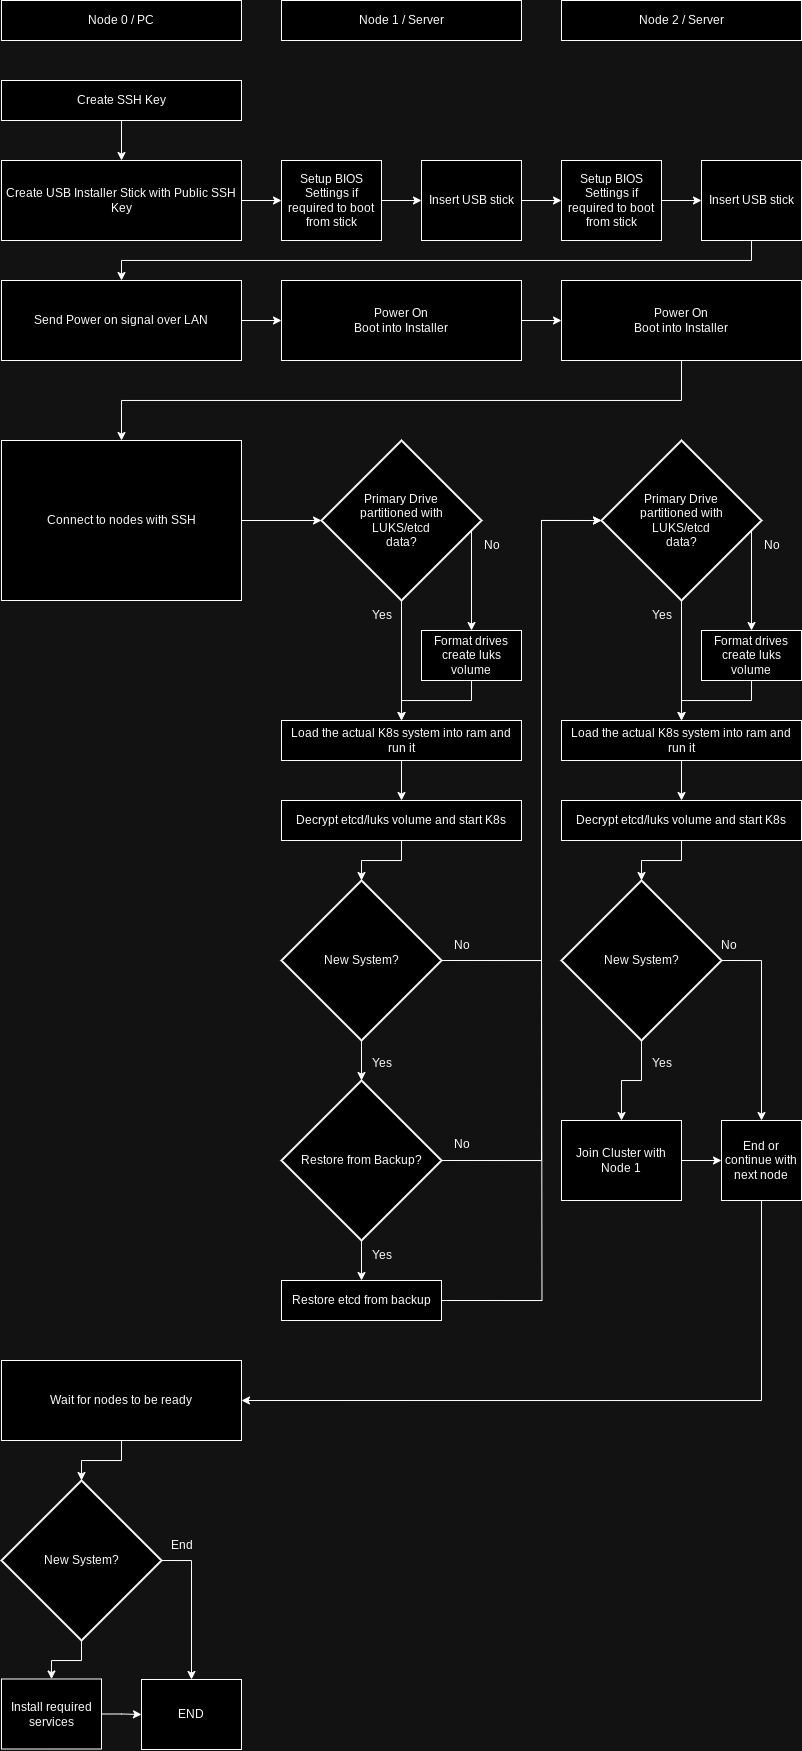 Node 0 / PC
Node 1 / Server
Node 2 / Server
Create SSH Key
Create USB Installer Stick with Public SSH
Key
Setup BIOS
Settings if
required to boot
from stick
Insert USB stick
Setup BIOS
Settings if
required to boot
from stick
Insert USB stick
Send Power on signal over LAN
Power On
Boot into Installer
Power On
Boot into Installer
Connect to nodes with SSH
Primary Drive
partitioned with
LUKS/etcd
data?
No
Yes
Primary Drive
partitioned with
LUKS/etcd
data?
No
Yes
Format drives
create luks
volume
Format drives
create luks
volume
Load the actual K8s system into ram and
run it
Load the actual K8s system into ram and
run it
Decrypt etcd/luks volume and start K8s
Decrypt etcd/luks volume and start K8s
New System?
No
Yes
New System?
No
Yes
Restore from Backup?
No
Yes
Join Cluster with
Node 1
End or
continue with
next node
Restore etcd from backup
Wait for nodes to be ready
New System?
End
Install required
services
END